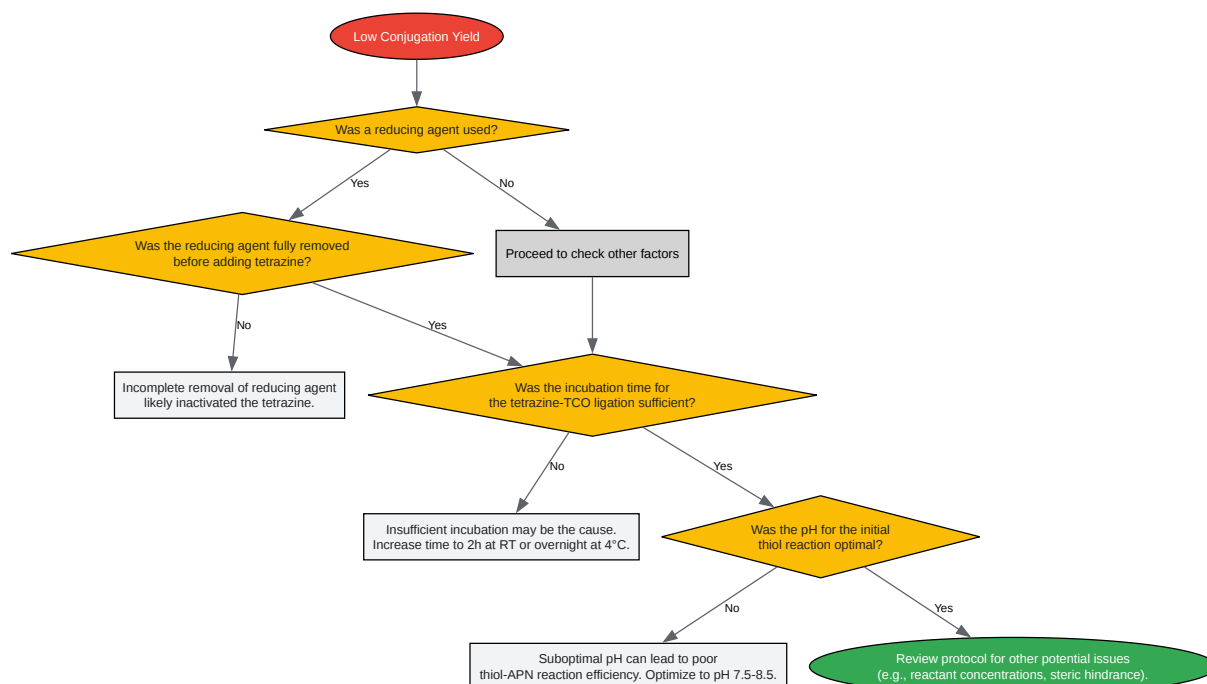 Low Conjugation Yield
Was a reducing agent used?
Yes
No
Was the reducing agent fully removed
before adding tetrazine?
Proceed to check other factors
No
Yes
Incomplete removal of reducing agent
likely inactivated the tetrazine.
Was the incubation time for
the tetrazine-TCO ligation sufficient?
No
Yes
Insufficient incubation may be the cause.
Increase time to 2h at RT or overnight at 4°C.
Was the pH for the initial
thiol reaction optimal?
No
Yes
Suboptimal pH can lead to poor
thiol-APN reaction efficiency. Optimize to pH 7.5-8.5.
Review protocol for other potential issues
(e.g., reactant concentrations, steric hindrance).